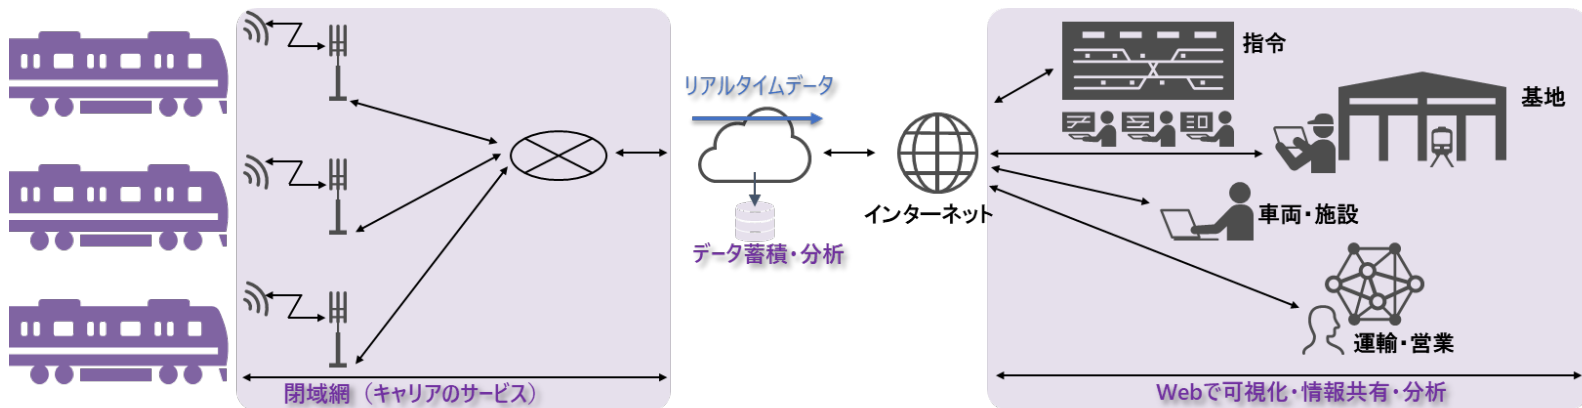 リアルタイムデータ
指令
基地
インターネット
車両・施設
データ蓄積・分析
運輸・営業
閉域網（キャリアのサービス）
Webで可視化・情報共有・分析